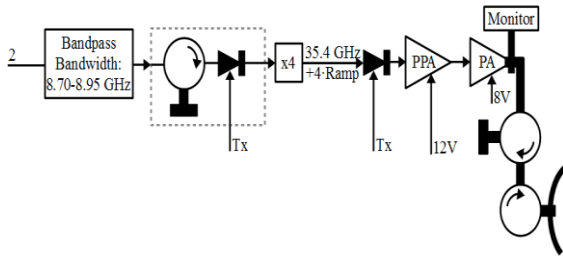 Monitor
2
Bandpass
Bandwidth:
8.70-8.95 GHz
x4
35.4 GHz
+4·Ramp
PPA
PA
8V
Tx
Tx
12V